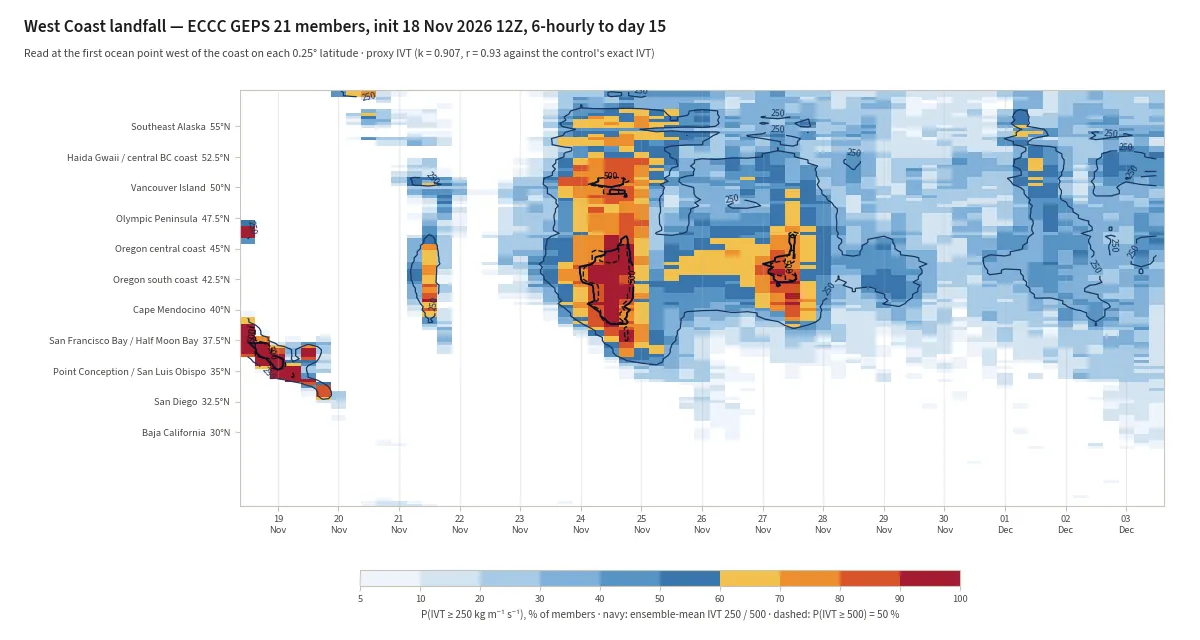 West Coast landfall — ECCC GEPS 21 members, init 18 Nov 2026 12Z, 6-hourly to day 15
Read at the first ocean point west of the coast on each 0.25° latitude · proxy IVT (k = 0.907, r = 0.93 against the control's exact IVT)
Southeast Alaska 55°N
Haida Gwaii / central BC coast 52.5°N
Vancouver Island 50°N
Olympic Peninsula 47.5°N
Oregon central coast 45°N
Oregon south coast 42.5°N
Cape Mendocino 40°N
San Francisco Bay / Half Moon Bay 37.5°N
Point Conception / San Luis Obispo 35°N
San Diego 32.5°N
Baja California 30°N
250
250
250
250
250
250
250
250
250
250
250
500
19 Nov
20 Nov
21 Nov
22 Nov
23 Nov
24 Nov
25 Nov
26 Nov
27 Nov
28 Nov
29 Nov
30 Nov
01 Dec
02 Dec
03 Dec
5 10 20 30 40 50 60 70 80 90 100
P(IVT ≥ 250 kg m⁻¹ s⁻¹), % of members · navy: ensemble-mean IVT 250 / 500 · dashed: P(IVT ≥ 500) = 50 %